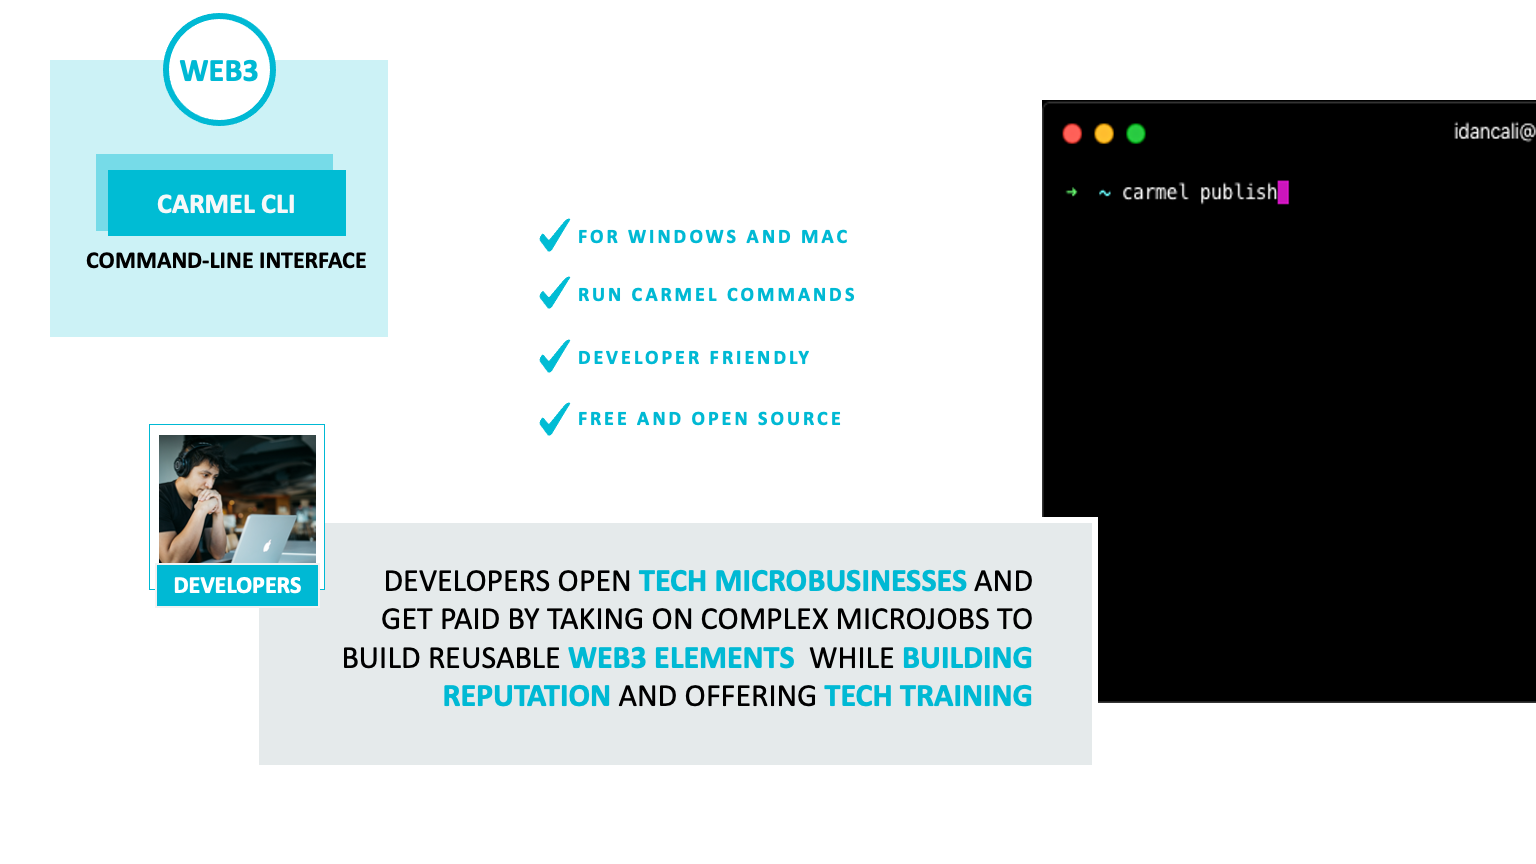 WEB3
CARMEL CLI
COMMAND-LINE INTERFACE
FOR WINDOWS AND MAC
RUN CARMEL COMMANDS
DEVELOPER FRIENDLY
FREE AND OPEN SOURCE
idancali@
➜ ~ carmel publish
DEVELOPERS
DEVELOPERS OPEN TECH MICROBUSINESSES AND
GET PAID BY TAKING ON COMPLEX MICROJOBS TO
BUILD REUSABLE WEB3 ELEMENTS WHILE BUILDING
REPUTATION AND OFFERING TECH TRAINING